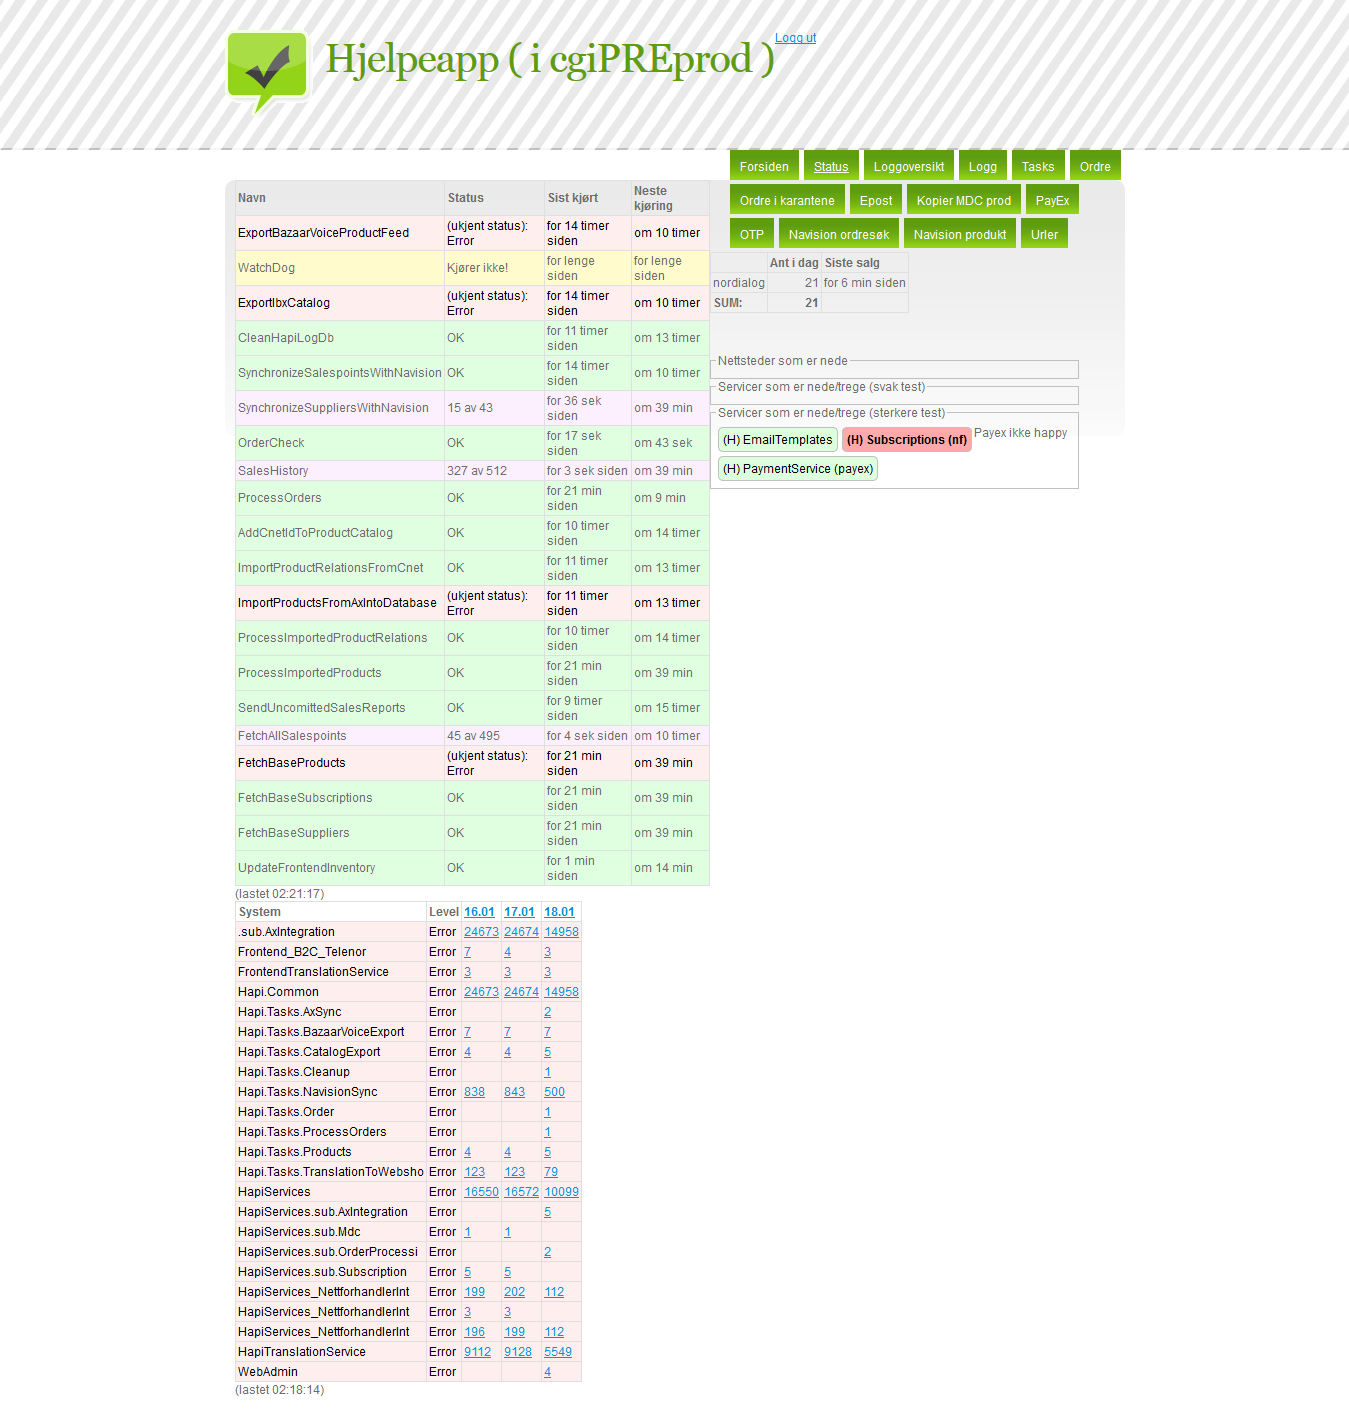 Hjelpeapp ( i cgiPREprod )
Logg ut
Forsiden Status Loggoversikt Logg Tasks Ordre
Ordre i karantene Epost Kopier MDC prod PayEx
OTP Navision ordresøk Navision produkt Urler
Navn Status Sist kjørt Neste kjøring
ExportBazaarVoiceProductFeed (ukjent status): Error for 14 timer siden om 10 timer
WatchDog Kjører ikke! for lenge siden for lenge siden
ExportIbxCatalog (ukjent status): Error for 14 timer siden om 10 timer
CleanHapiLogDb OK for 11 timer siden om 13 timer
SynchronizeSalespointsWithNavision OK for 14 timer siden om 10 timer
SynchronizeSuppliersWithNavision 15 av 43 for 36 sek siden om 39 min
OrderCheck OK for 17 sek siden om 43 sek
SalesHistory 327 av 512 for 3 sek siden om 39 min
ProcessOrders OK for 21 min siden om 9 min
AddCnetIdToProductCatalog OK for 10 timer siden om 14 timer
ImportProductRelationsFromCnet OK for 11 timer siden om 13 timer
ImportProductsFromAxIntoDatabase (ukjent status): Error for 11 timer siden om 13 timer
ProcessImportedProductRelations OK for 10 timer siden om 14 timer
ProcessImportedProducts OK for 21 min siden om 39 min
SendUncomittedSalesReports OK for 9 timer siden om 15 timer
FetchAllSalespoints 45 av 495 for 4 sek siden om 10 timer
FetchBaseProducts (ukjent status): Error for 21 min siden om 39 min
FetchBaseSubscriptions OK for 21 min siden om 39 min
FetchBaseSuppliers OK for 21 min siden om 39 min
UpdateFrontendInventory OK for 1 min siden om 14 min
(lastet 02:21:17)
Ant i dag Siste salg
nordialog 21 for 6 min siden
SUM: 21
Nettsteder som er nede
Servicer som er nede/trege (svak test)
Servicer som er nede/trege (sterkere test)
(H) EmailTemplates (H) Subscriptions (nf) Payex ikke happy
(H) PaymentService (payex)
System Level 16.01 17.01 18.01
.sub.AxIntegration Error 24673 24674 14958
Frontend_B2C_Telenor Error 7 4 3
FrontendTranslationService Error 3 3 3
Hapi.Common Error 24673 24674 14958
Hapi.Tasks.AxSync Error 2
Hapi.Tasks.BazaarVoiceExport Error 7 7 7
Hapi.Tasks.CatalogExport Error 4 4 5
Hapi.Tasks.Cleanup Error 1
Hapi.Tasks.NavisionSync Error 838 843 500
Hapi.Tasks.Order Error 1
Hapi.Tasks.ProcessOrders Error 1
Hapi.Tasks.Products Error 4 4 5
Hapi.Tasks.TranslationToWebsho Error 123 123 79
HapiServices Error 16550 16572 10099
HapiServices.sub.AxIntegration Error 5
HapiServices.sub.Mdc Error 1 1
HapiServices.sub.OrderProcessi Error 2
HapiServices.sub.Subscription Error 5 5
HapiServices_NettforhandlerInt Error 199 202 112
HapiServices_NettforhandlerInt Error 3 3
HapiServices_NettforhandlerInt Error 196 199 112
HapiTranslationService Error 9112 9128 5549
WebAdmin Error 4
(lastet 02:18:14)